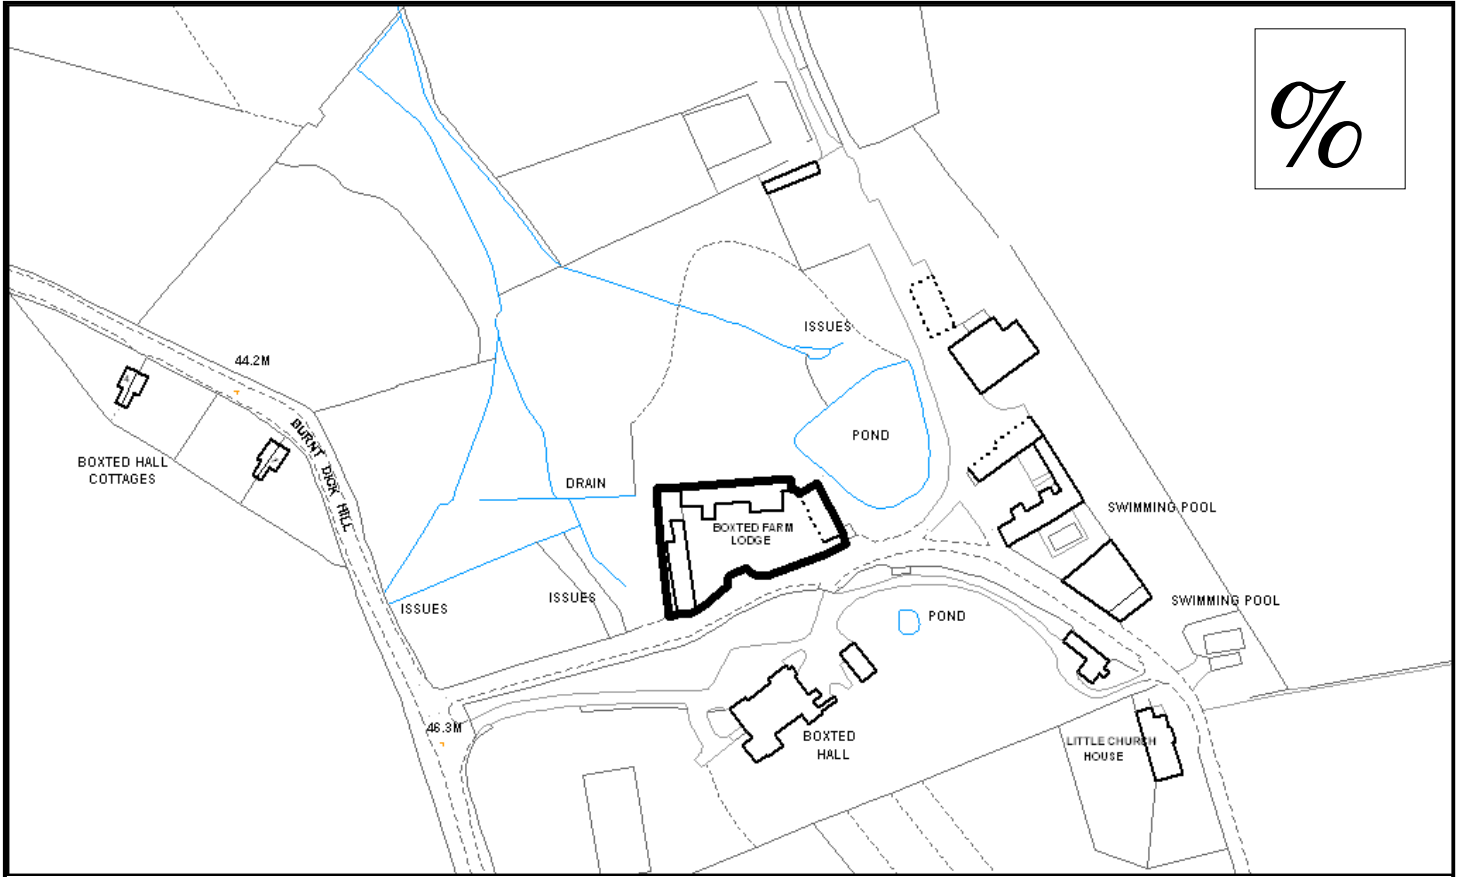 %
ISSUES
44.2M
BURNT DICK HILL
POND
BOXTED HALL
COTTAGES
DRAIN
SWIMMING POOL
BOXTED FARM
LODGE
ISSUES
ISSUES
SWIMMING POOL
POND
46.3M
BOXTED
HALL
LITTLE CHURCH
HOUSE